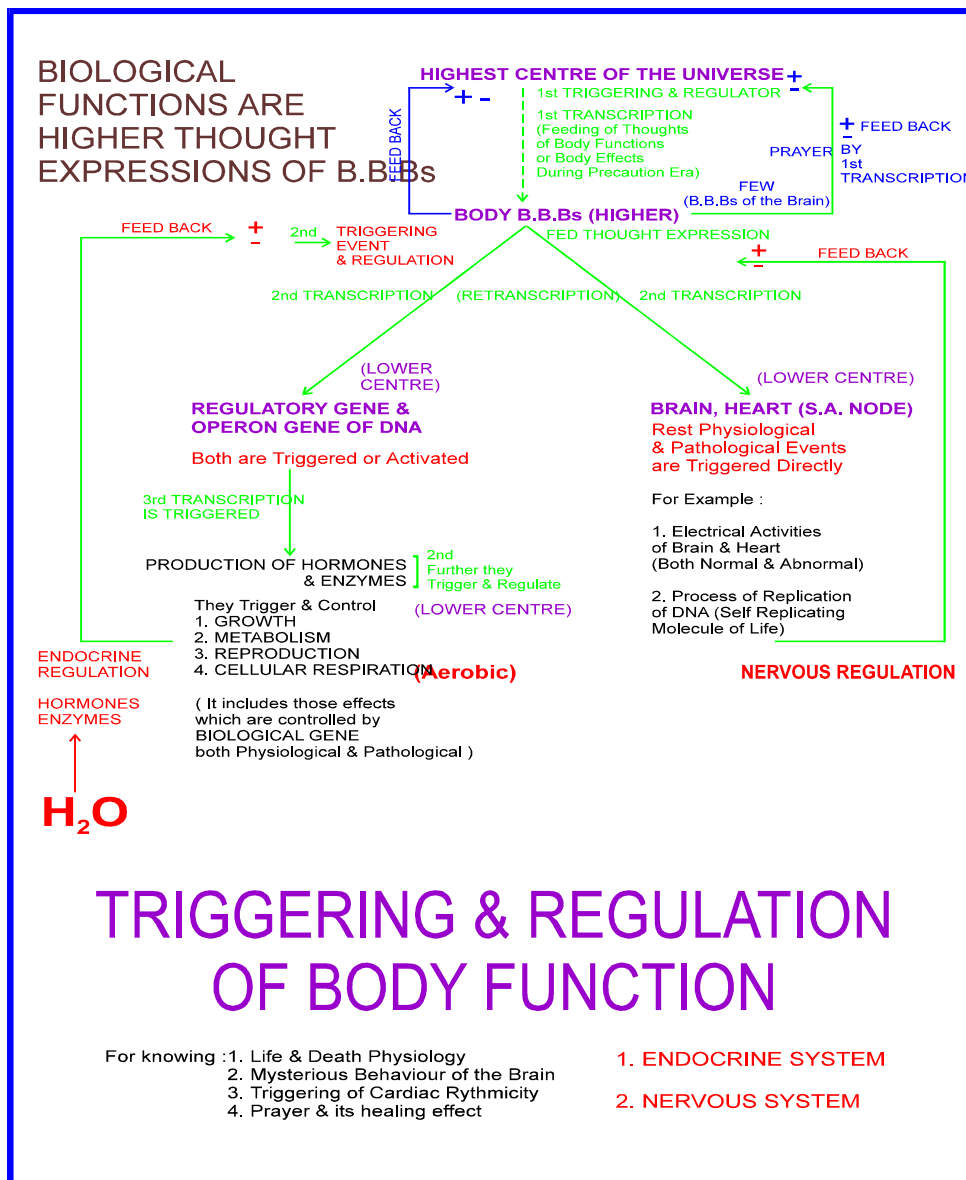 BIOLOGICAL
FUNCTIONS ARE
HIGHER THOUGHT
EXPRESSIONS OF B.B.Bs
HIGHEST CENTRE OF THE UNIVERSE
+ -
+
-
1st TRIGGERING & REGULATOR
1st TRANSCRIPTION
(Feeding of Thoughts
of Body Functions
or Body Effects
During Precaution Era)
FEED BACK
+
-
FEED BACK
PRAYER
BY
1st
TRANSCRIPTION
FEW
(B.B.Bs of the Brain)
BODY B.B.Bs (HIGHER)
FED THOUGHT EXPRESSION
FEED BACK
+
-
2nd
TRIGGERING
EVENT
& REGULATION
+
-
FEED BACK
2nd TRANSCRIPTION
(RETRANSCRIPTION)
2nd TRANSCRIPTION
(LOWER
CENTRE)
REGULATORY GENE &
OPERON GENE OF DNA
Both are Triggered or Activated
3rd TRANSCRIPTION
IS TRIGGERED
PRODUCTION OF HORMONES
& ENZYMES
2nd
Further they
Trigger & Regulate
(LOWER CENTRE)
They Trigger & Control
1. GROWTH
2. METABOLISM
3. REPRODUCTION
4. CELLULAR RESPIRATION (Aerobic)
( It includes those effects
which are controlled by
BIOLOGICAL GENE
both Physiological & Pathological )
(LOWER CENTRE)
BRAIN, HEART (S.A. NODE)
Rest Physiological
& Pathological Events
are Triggered Directly
For Example :
1. Electrical Activities
of Brain & Heart
(Both Normal & Abnormal)
2. Process of Replication
of DNA (Self Replicating
Molecule of Life)
NERVOUS REGULATION
ENDOCRINE
REGULATION
HORMONES
ENZYMES
H₂O
TRIGGERING & REGULATION
OF BODY FUNCTION
For knowing : 1. Life & Death Physiology
2. Mysterious Behaviour of the Brain
3. Triggering of Cardiac Rythmicity
4. Prayer & its healing effect
1. ENDOCRINE SYSTEM
2. NERVOUS SYSTEM